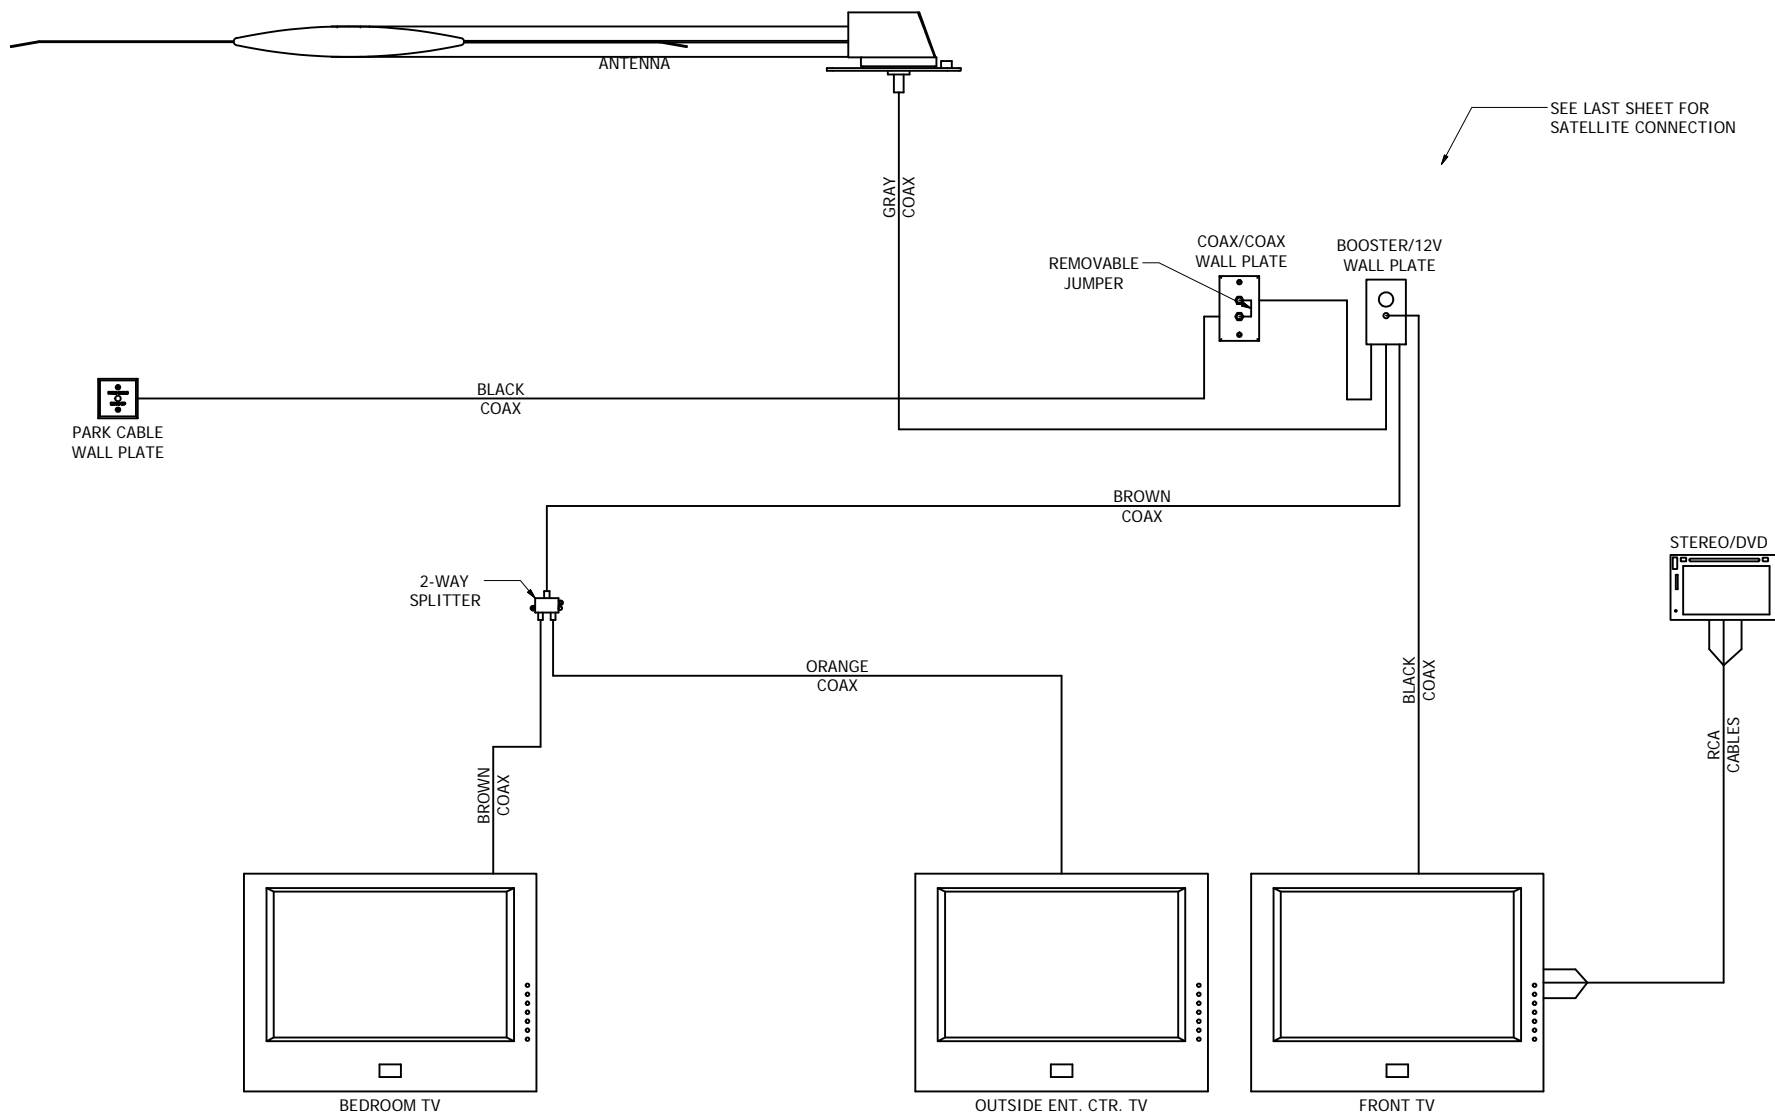 ANTENNA
SEE LAST SHEET FOR
SATELLITE CONNECTION
GRAY
COAX
COAX/COAX
WALL PLATE
BOOSTER/12V
WALL PLATE
REMOVABLE
JUMPER
BLACK
COAX
PARK CABLE
WALL PLATE
BROWN
COAX
STEREO/DVD
2-WAY
SPLITTER
ORANGE
COAX
BLACK
COAX
RCA
CABLES
BROWN
COAX
BEDROOM TV
OUTSIDE ENT. CTR. TV
FRONT TV